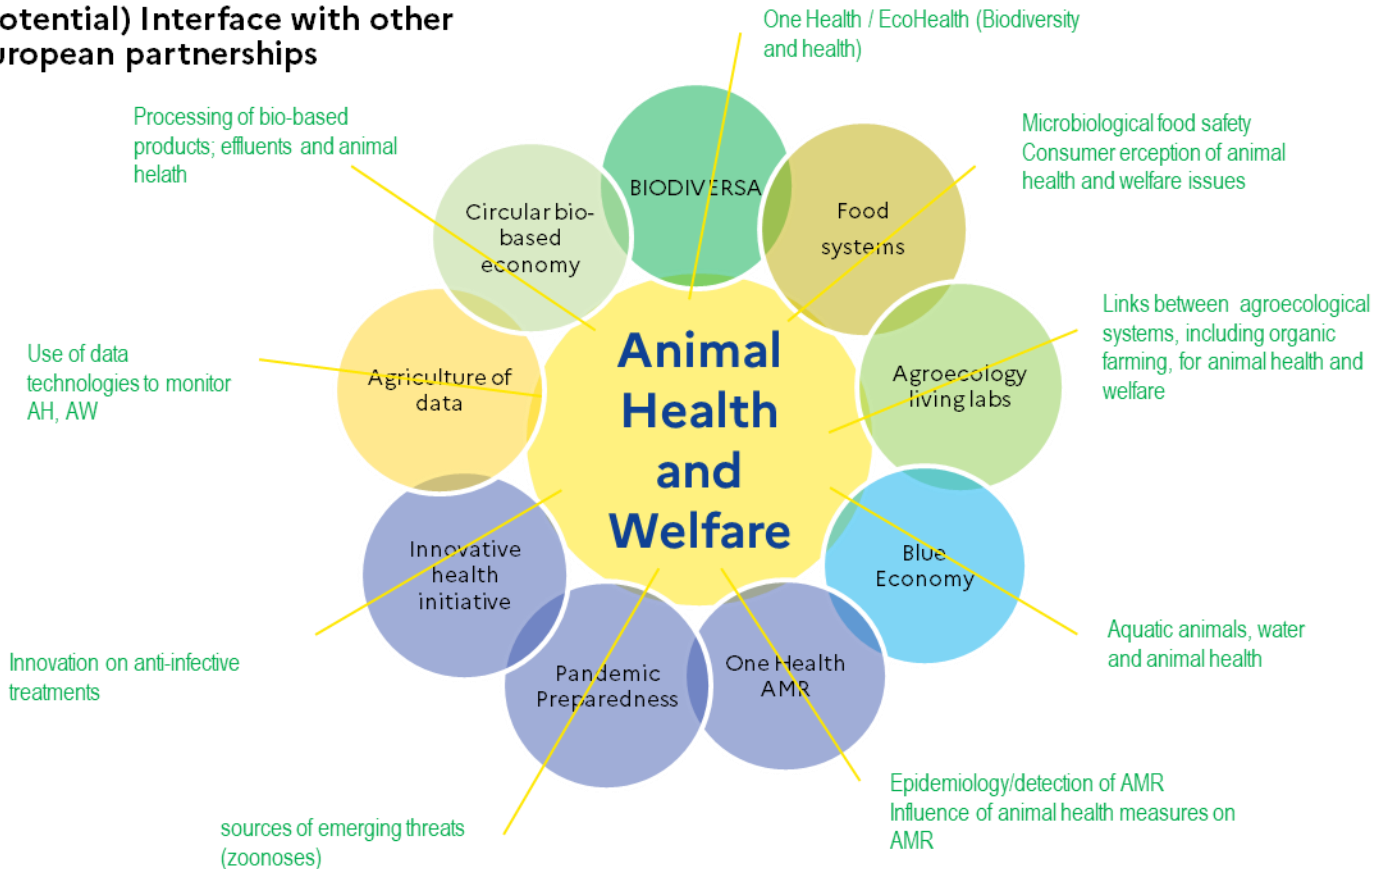 otential) Interface with other
uropean partnerships
One Health / EcoHealth (Biodiversity
and health)
Processing of bio-based
products; effluents and animal
helath
Microbiological food safety
Consumer erception of animal
health and welfare issues
BIODIVERSA
Circular bio-
based
economy
Food
systems
Links between agroecological
systems, including organic
farming, for animal health and
welfare
Use of data
technologies to monitor
AH, AW
Agriculture of
data
Animal
Health
and
Welfare
Agroecology
living labs
Innovative
health
initiative
Blue
Economy
Innovation on anti-infective
treatments
Pandemic
Preparedness
One Health
AMR
Aquatic animals, water
and animal health
sources of emerging threats
(zoonoses)
Epidemiology/detection of AMR
Influence of animal health measures on
AMR